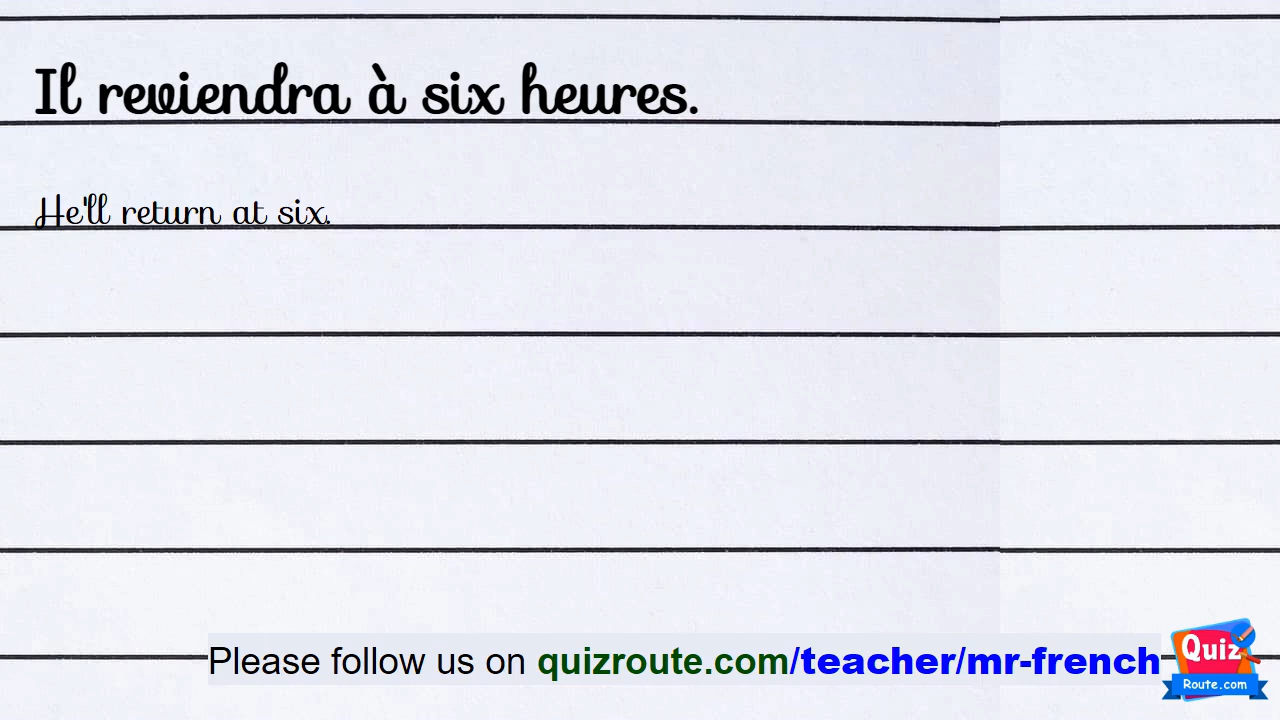 Il reviendra à six heures.
He'll return at six.
Please follow us on quizroute.com/teacher/mr-french
Quiz
Route.com